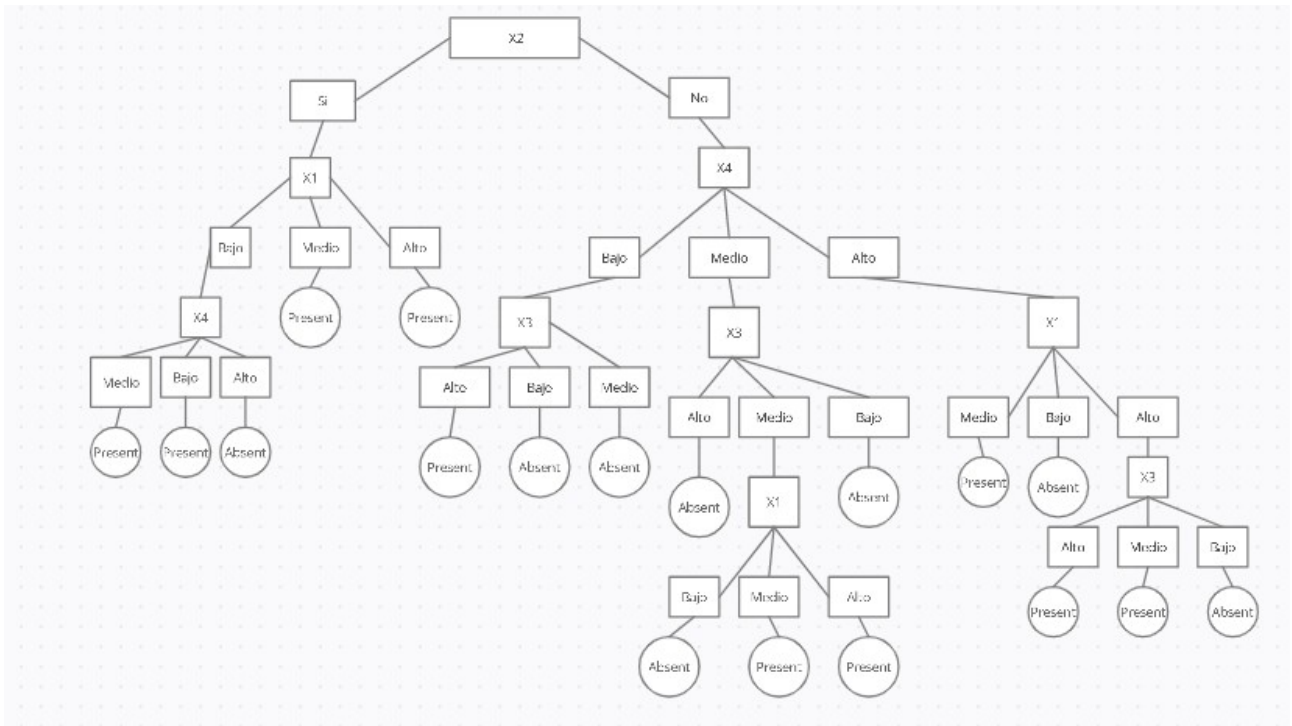 X2
Si
No
X4
X1
Bajo
Medio
Alto
Bajo
Medio
Alto
X4
Present
Present
X3
X3
X1
Medio
Bajo
Alto
Alto
Bajo
Medio
Alto
Medio
Bajo
Medio
Bajo
Alto
Present
Present
Absent
Present
Absent
Absent
Absent
X1
Absent
Present
Absent
X3
Alto
Medio
Bajo
Bajo
Medio
Alto
Present
Present
Absent
Absent
Present
Present